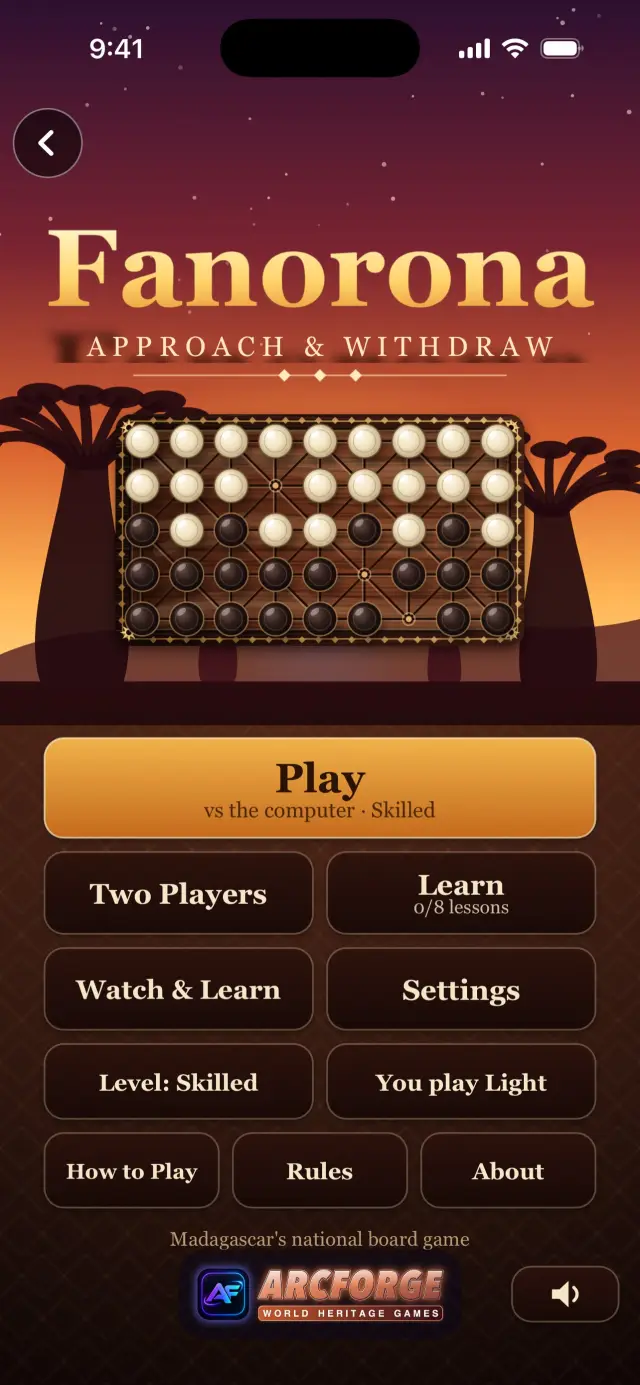 9:41
Fanorona
APPROACH & WITHDRAW
Play
vs the computer · Skilled
Two Players
Learn
0/8 lessons
Watch & Learn
Settings
Level: Skilled
You play Light
How to Play
Rules
About
Madagascar's national board game
AF
ARCFORGE
WORLD HERITAGE GAMES